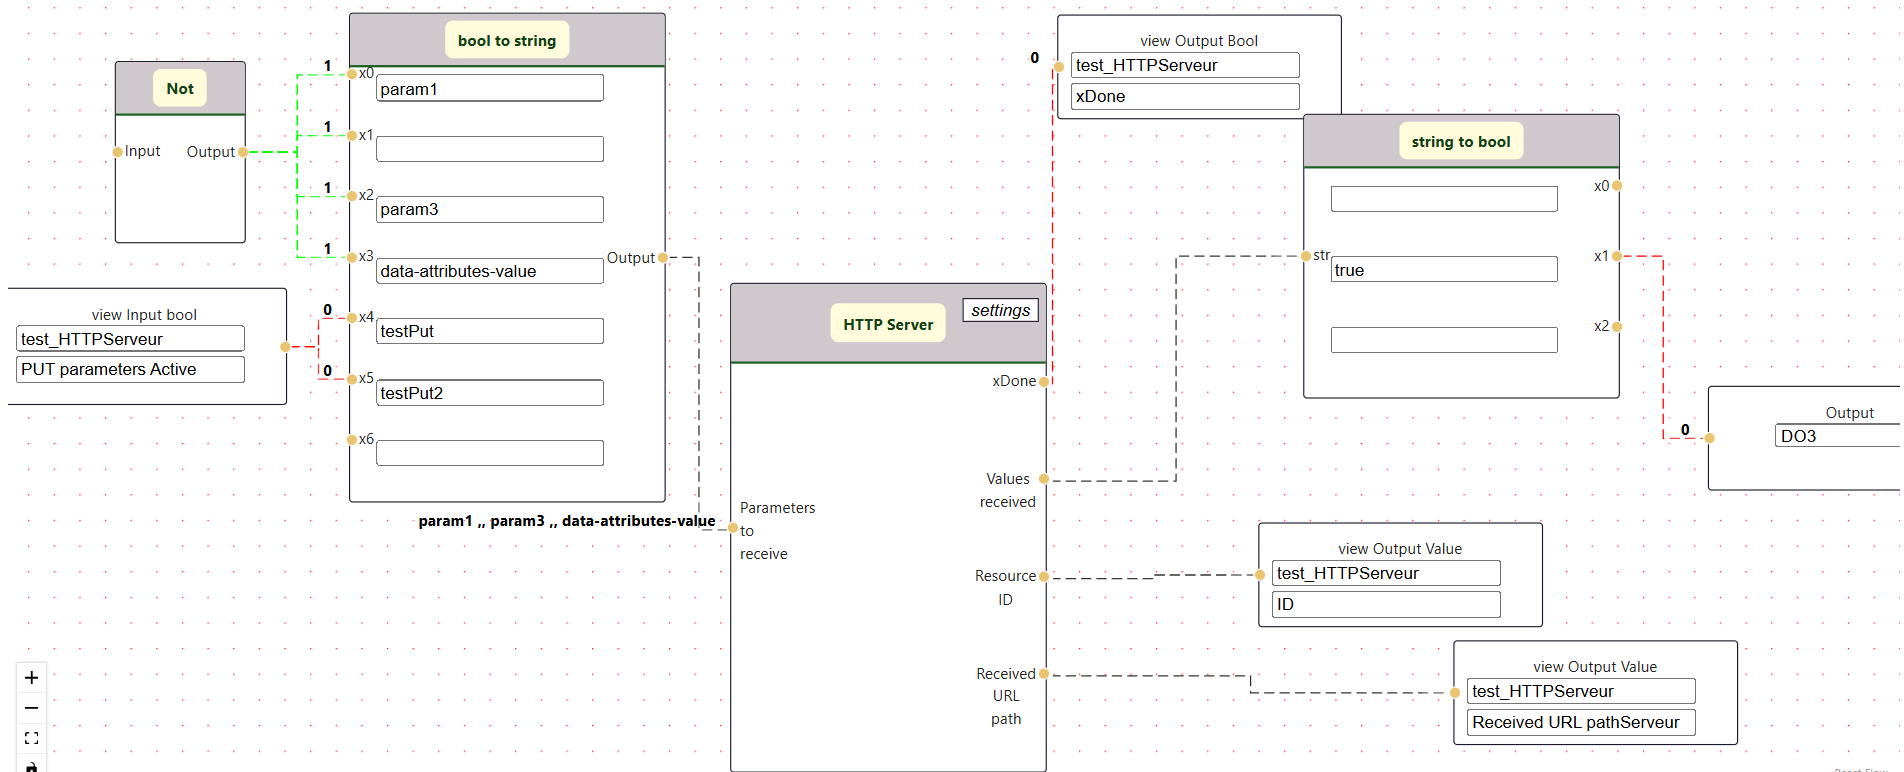 Not
Input
Output
bool to string
1
x0
param1
1
x1
1
x2
param3
1
x3
data-attributes-value
Output
0
x4
testPut
0
x5
testPut2
x6
view Input bool
test_HTTPServeur
PUT parameters Active
param1 ,, param3 ,, data-attributes-value
HTTP Server
settings
xDone
Values
received
Parameters
to
receive
Resource
ID
Received
URL
path
0
view Output Bool
test_HTTPServeur
xDone
string to bool
x0
str
true
x1
x2
0
Output
DO3
view Output Value
test_HTTPServeur
ID
view Output Value
test_HTTPServeur
Received URL pathServeur
React Flow